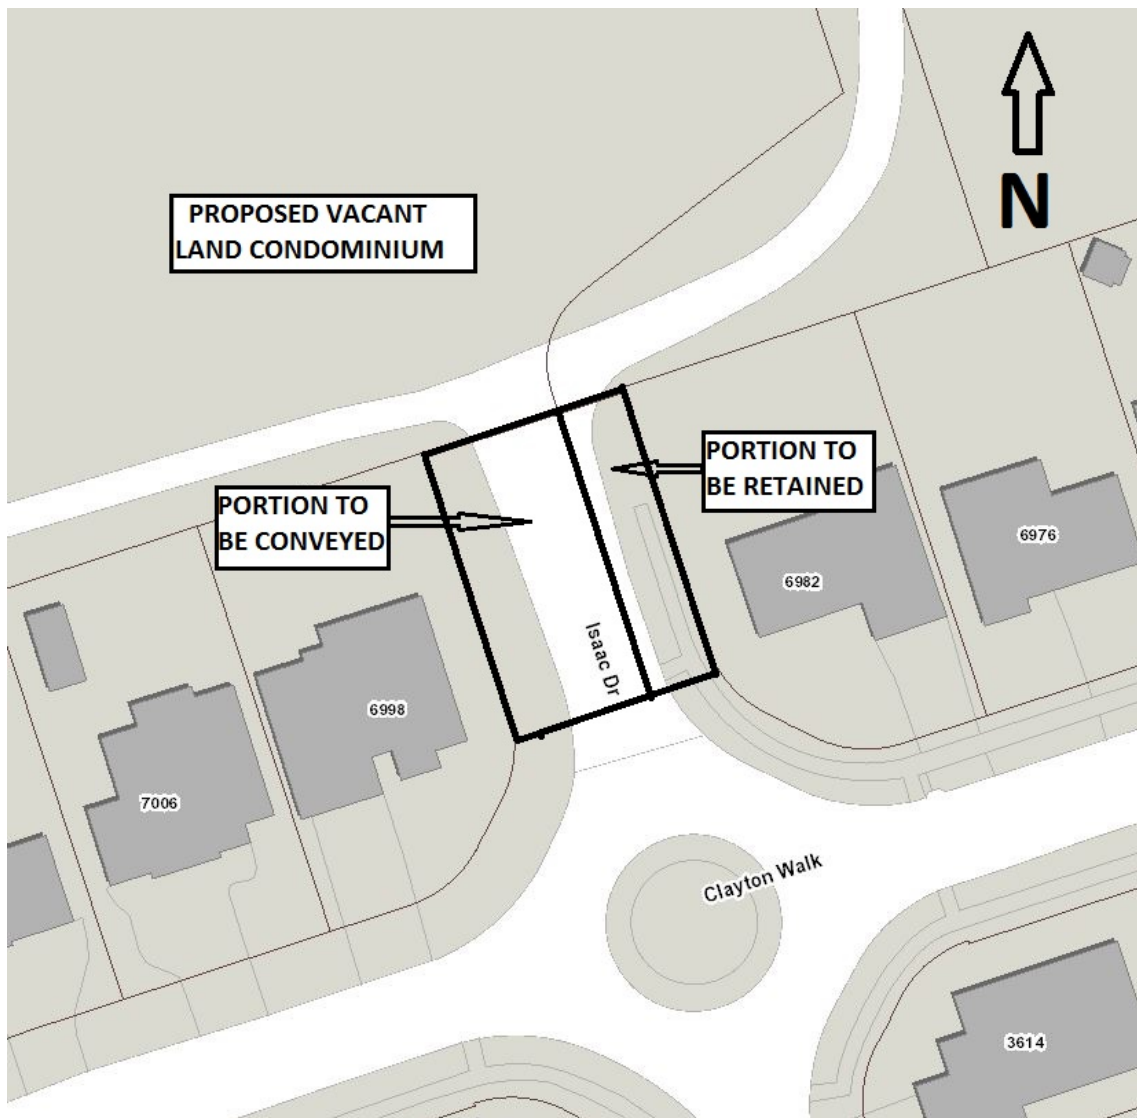 N
PROPOSED VACANT
LAND CONDOMINIUM
PORTION TO
BE RETAINED
PORTION TO
BE CONVEYED
6976
6982
Isaac Dr
6998
7006
Clayton Walk
3614